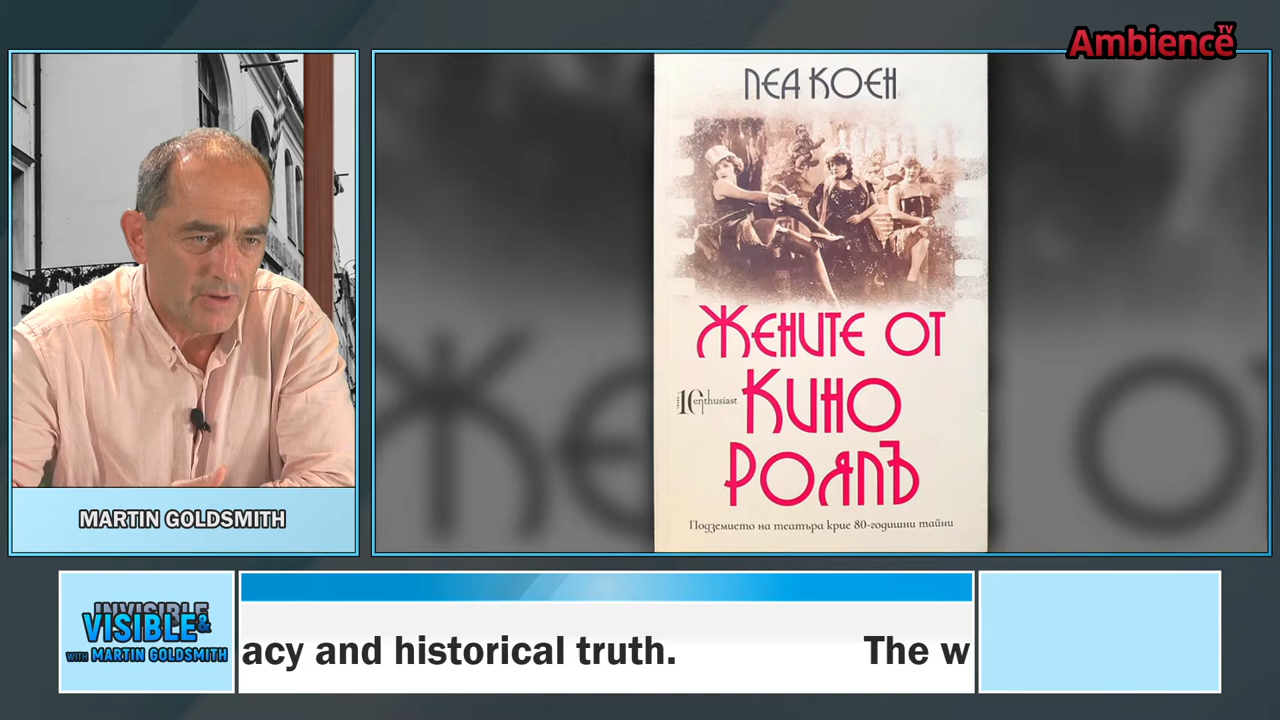 Ambience TV
ЛЕА КОЕН
ЖЕНИТЕ ОТ
КИНО
РОЯЛЪ
enthusiast
Подземието на театъра крие 80-годишни тайни
MARTIN GOLDSMITH
INVISIBLE
VISIBLE &
WITH MARTIN GOLDSMITH
acy and historical truth. The w